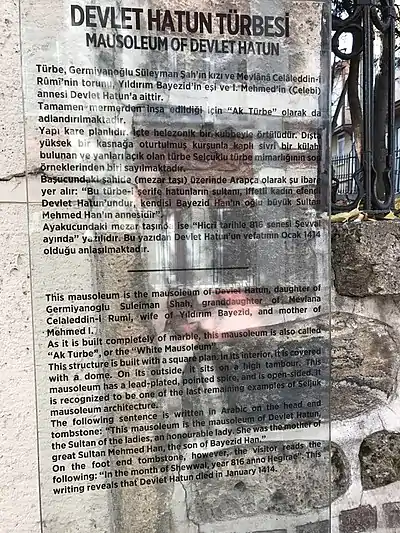 DEVLET HATUN TÜRBESİ
MAUSOLEUM OF DEVLET HATUN
Türbe, Germiyanoğlu Süleyman Şah'ın kızı ve Mevlânâ Celâleddin-i
Rûmî'nin torunu, Yıldırım Bayezid'in eşi ve I. Mehmed'in (Çelebi)
annesi Devlet Hatun'a aittir.
Tamamen mermerden inşa edildiği için "Ak Türbe" olarak da
adlandırılmaktadır.
Yapı kare planlıdır. İçte helezonik bir kubbeyle örtülüdür. Dışta
yüksek bir kasnağa oturtulmuş kurşunla kaplı sivri bir külahı
bulunan ve yanları açık olan türbe Selçuklu türbe mimarlığının son
örneklerinden biri sayılmaktadır.
Başucundaki şahide (mezar taşı) üzerinde Arapça olarak şu ibare
yer alır: "Bu türbe-i şerife hatunların sultanı, iffetli kadın efendi
Devlet Hatun'undur, kendisi Bayezid Han'ın oğlu büyük Sultan
Mehmed Han'ın annesidir".
Ayakucundaki mezar taşında ise "Hicri tarihle 816 senesi Şevval
ayında" yazılıdır. Bu yazıdan Devlet Hatun'un vefatının Ocak 1414
olduğu anlaşılmaktadır.
This mausoleum is the mausoleum of Devlet Hatun, daughter of
Germiyanoglu Suleiman Shah, granddaughter of Mevlana
Celaleddin-i Rumi, wife of Yıldırım Bayezid, and mother of
Mehmed I.
As it is built completely of marble, this mausoleum is also called
"Ak Turbe", or the "White Mausoleum".
This structure is built with a square plan; in its interior, it is covered
with a dome. On its outside, it sits on a high tambour. This
mausoleum has a lead-plated, pointed spire, and is open-sided. It
is recognized to be one of the last remaining examples of Seljuk
mausoleum architecture.
The following sentence is written in Arabic on the head end
tombstone: "This mausoleum is the mausoleum of Devlet Hatun,
the Sultan of the ladies, an honourable lady. She was the mother of
great Sultan Mehmed Han, the son of Bayezid Han."
On the foot end tombstone, however, the visitor reads the
following: "In the month of Shewwal, year 816 anno Hegirae". This
writing reveals that Devlet Hatun died in January 1414.